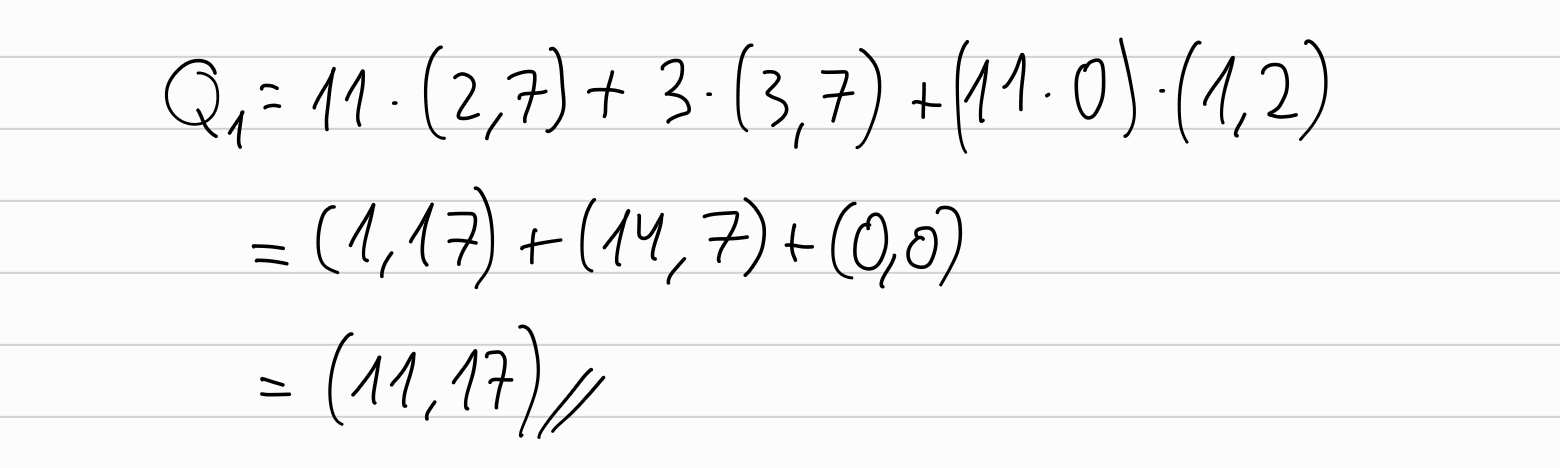 Q₁ = 11 · (2,7) + 3 · (3,7) + (11 · 0) · (1,2)
= (1,17) + (14,7) + (0,0)
= (11,17) //